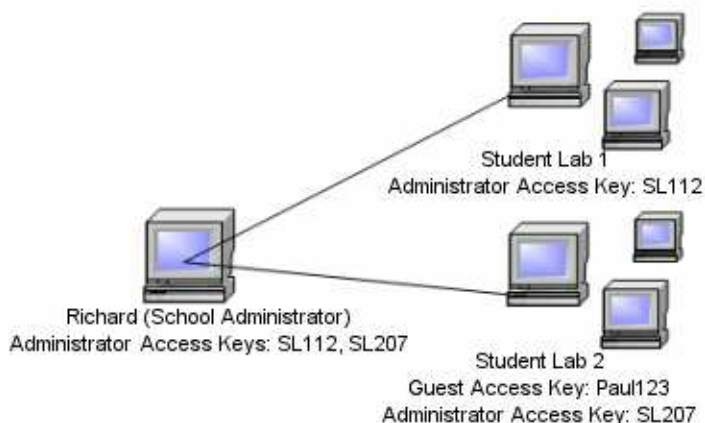 Student Lab 1
Administrator Access Key: SL112
Richard (School Administrator)
Administrator Access Keys: SL112, SL207
Student Lab 2
Guest Access Key: Paul123
Administrator Access Key: SL207